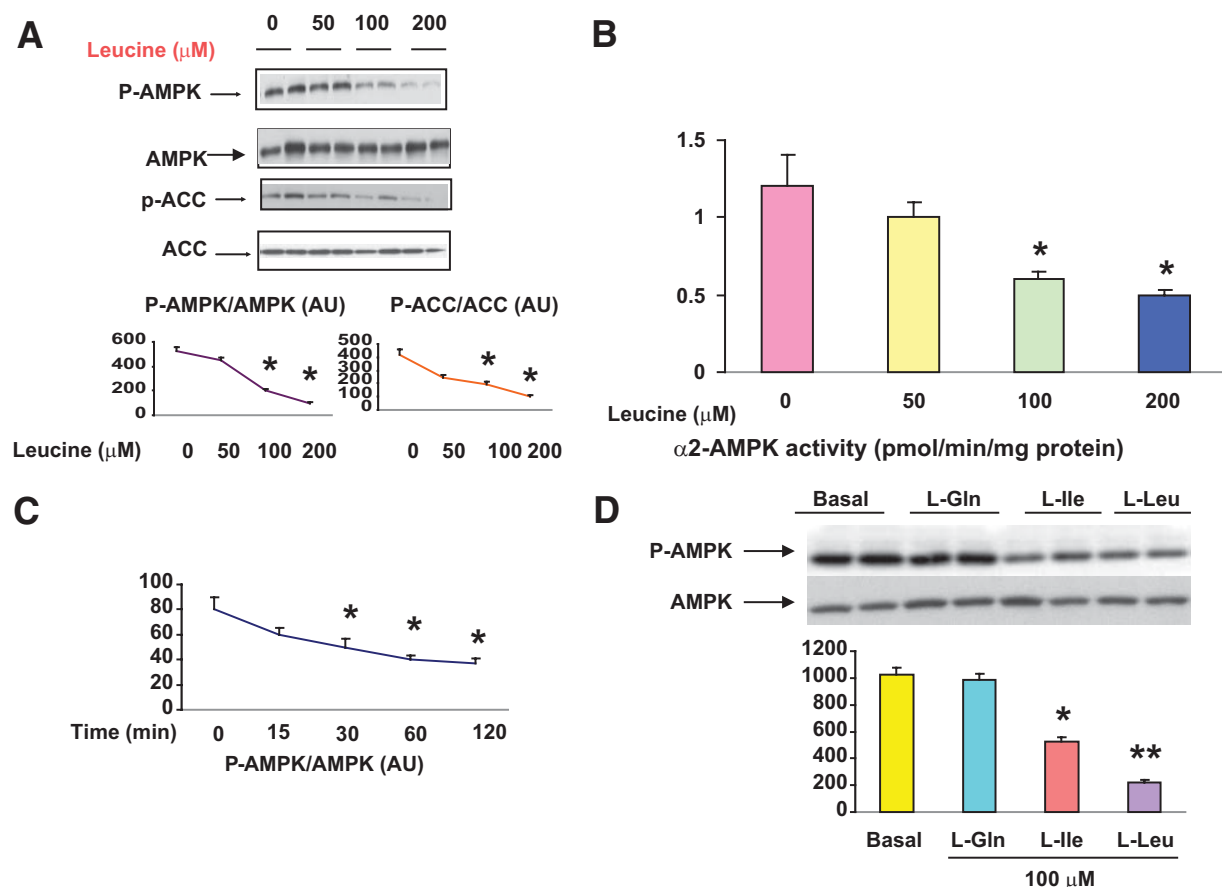 A
0 50 100 200
Leucine (μM)
P-AMPK
AMPK
p-ACC
ACC
P-AMPK/AMPK (AU)
600
400
200
0
* *
Leucine (μM) 0 50 100 200
P-ACC/ACC (AU)
500
400
300
200
100
0
* *
0 50 100 200
B
1.5
1
0.5
0
* *
0 50 100 200
Leucine (μM)
α2-AMPK activity (pmol/min/mg protein)
C
100
80
60
40
20
0
* * *
Time (min) 0 15 30 60 120
P-AMPK/AMPK (AU)
D
Basal L-Gln L-Ile L-Leu
P-AMPK
AMPK
1200
1000
800
600
400
200
0
* **
Basal L-Gln L-Ile L-Leu
100 μM